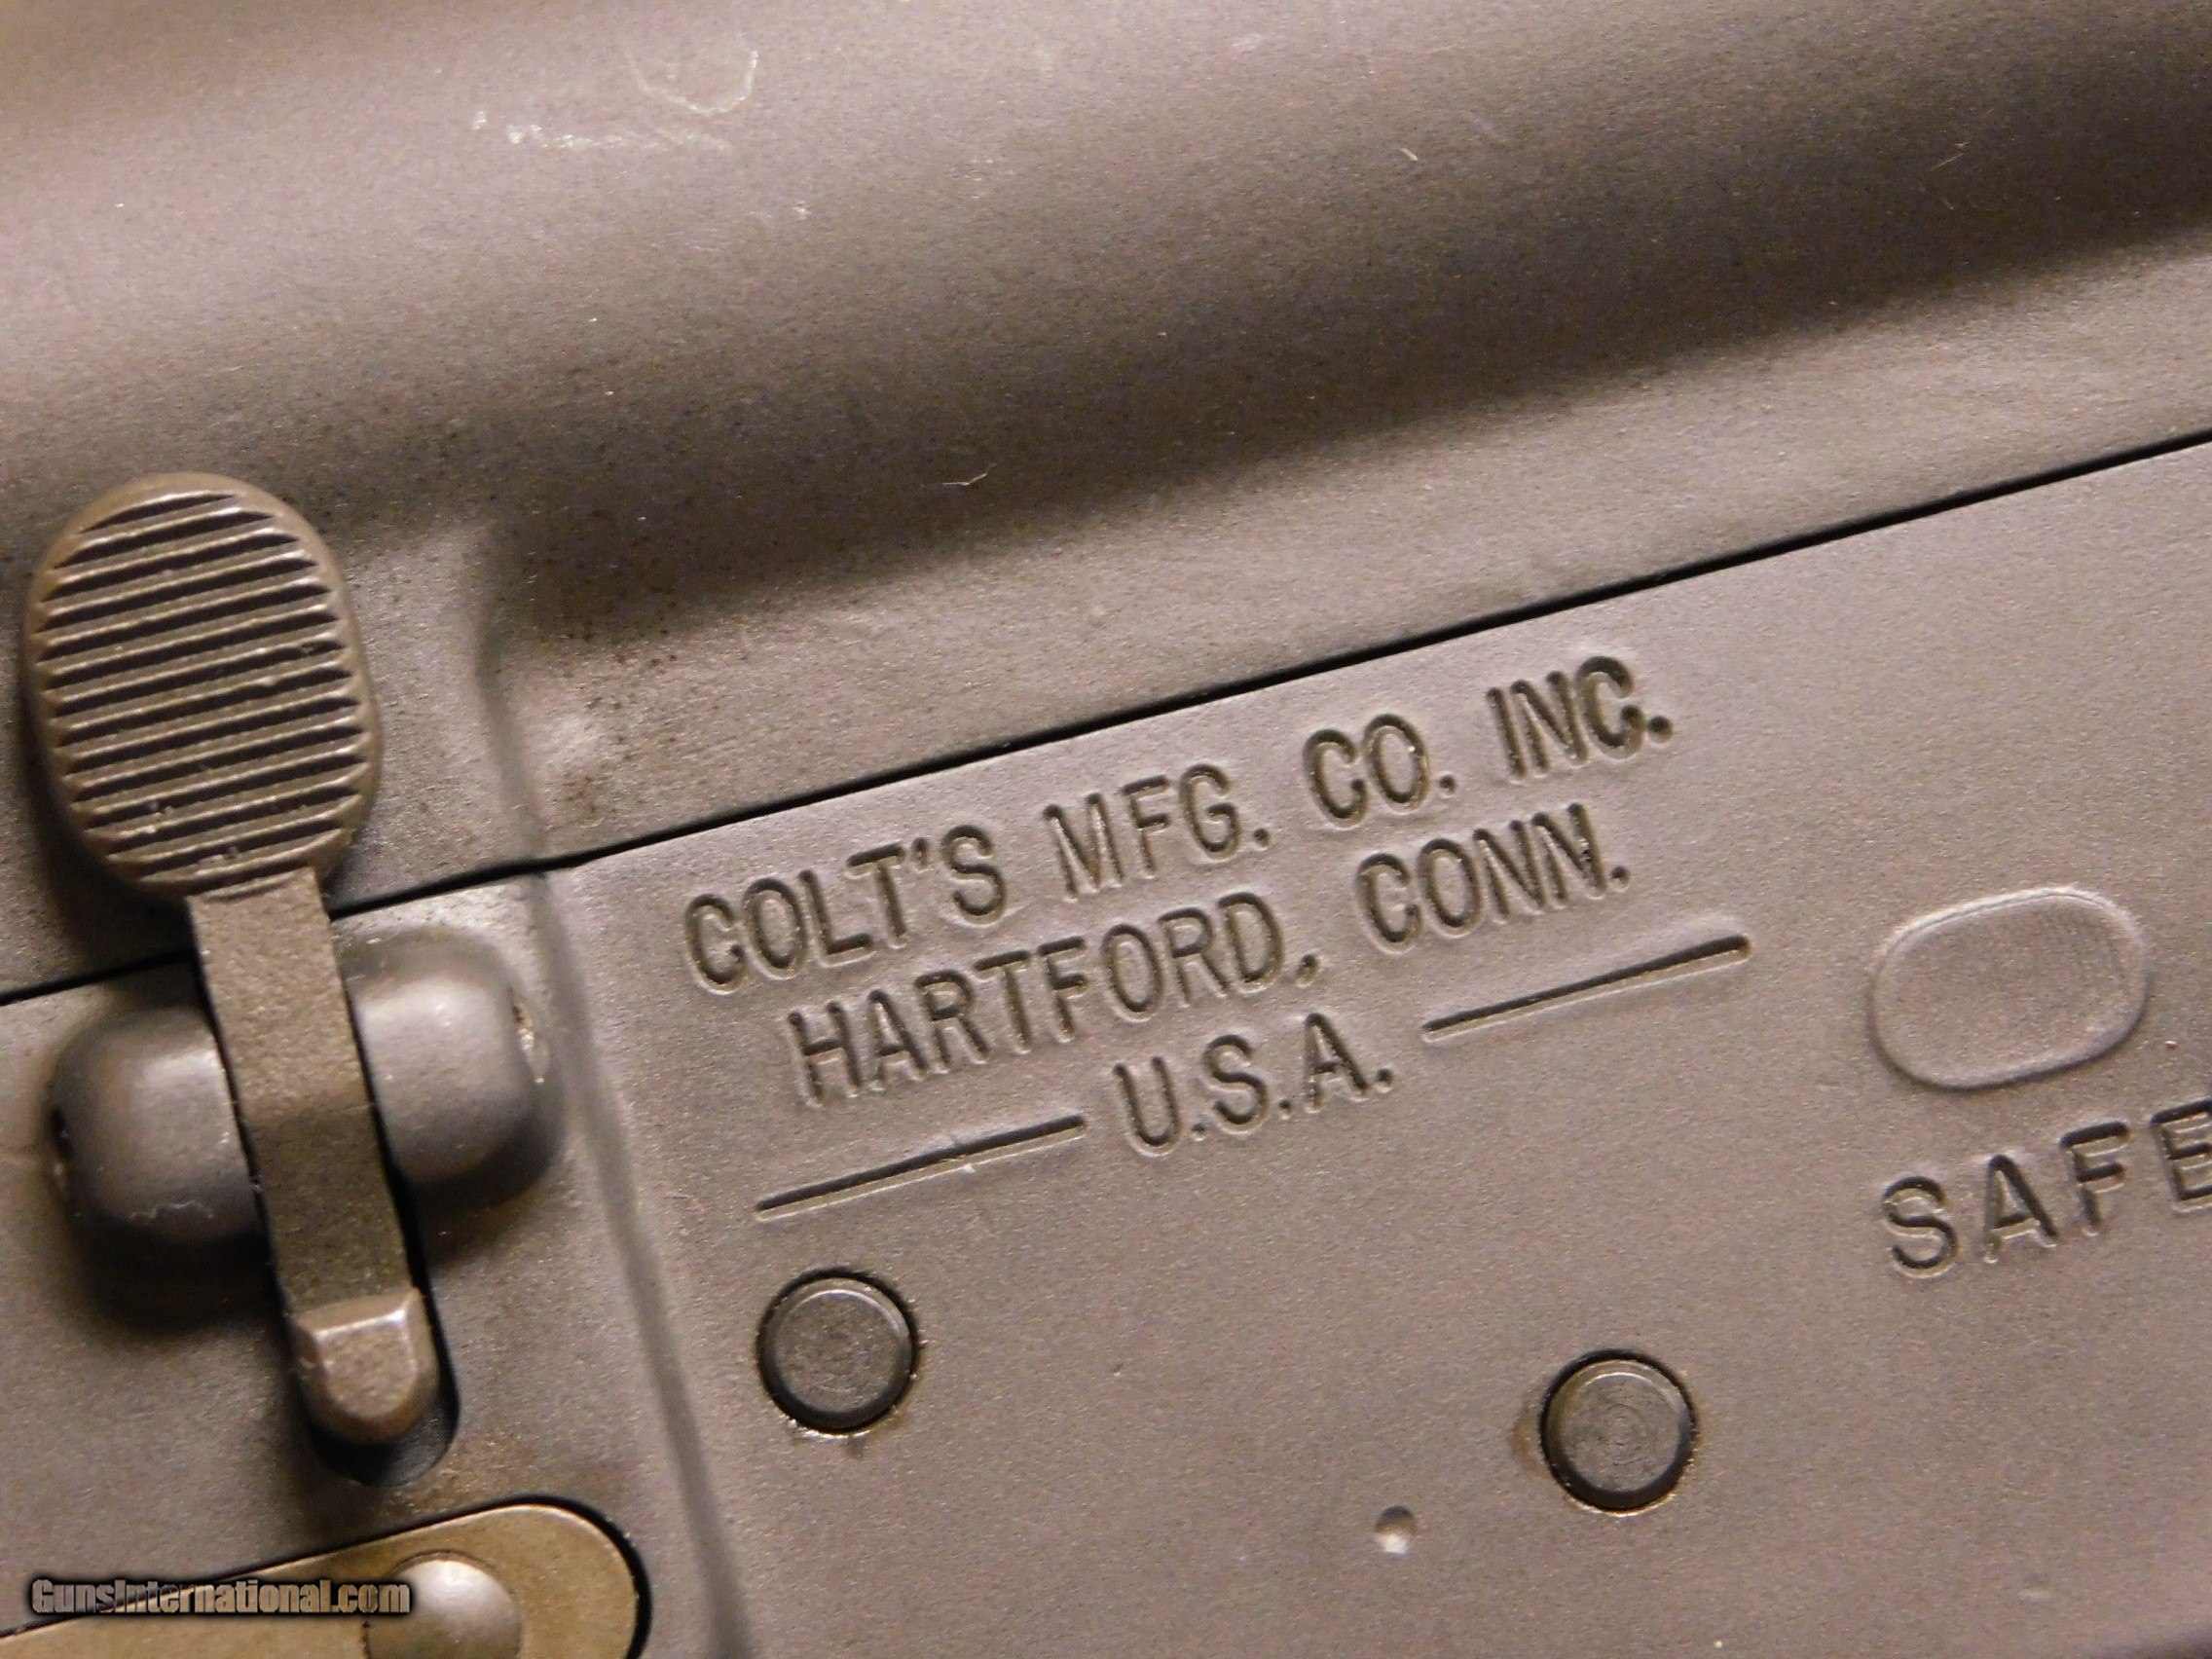 COLT'S MFG. CO. INC.
HARTFORD, CONN.
U.S.A.
SAFE
GunsInternational.com